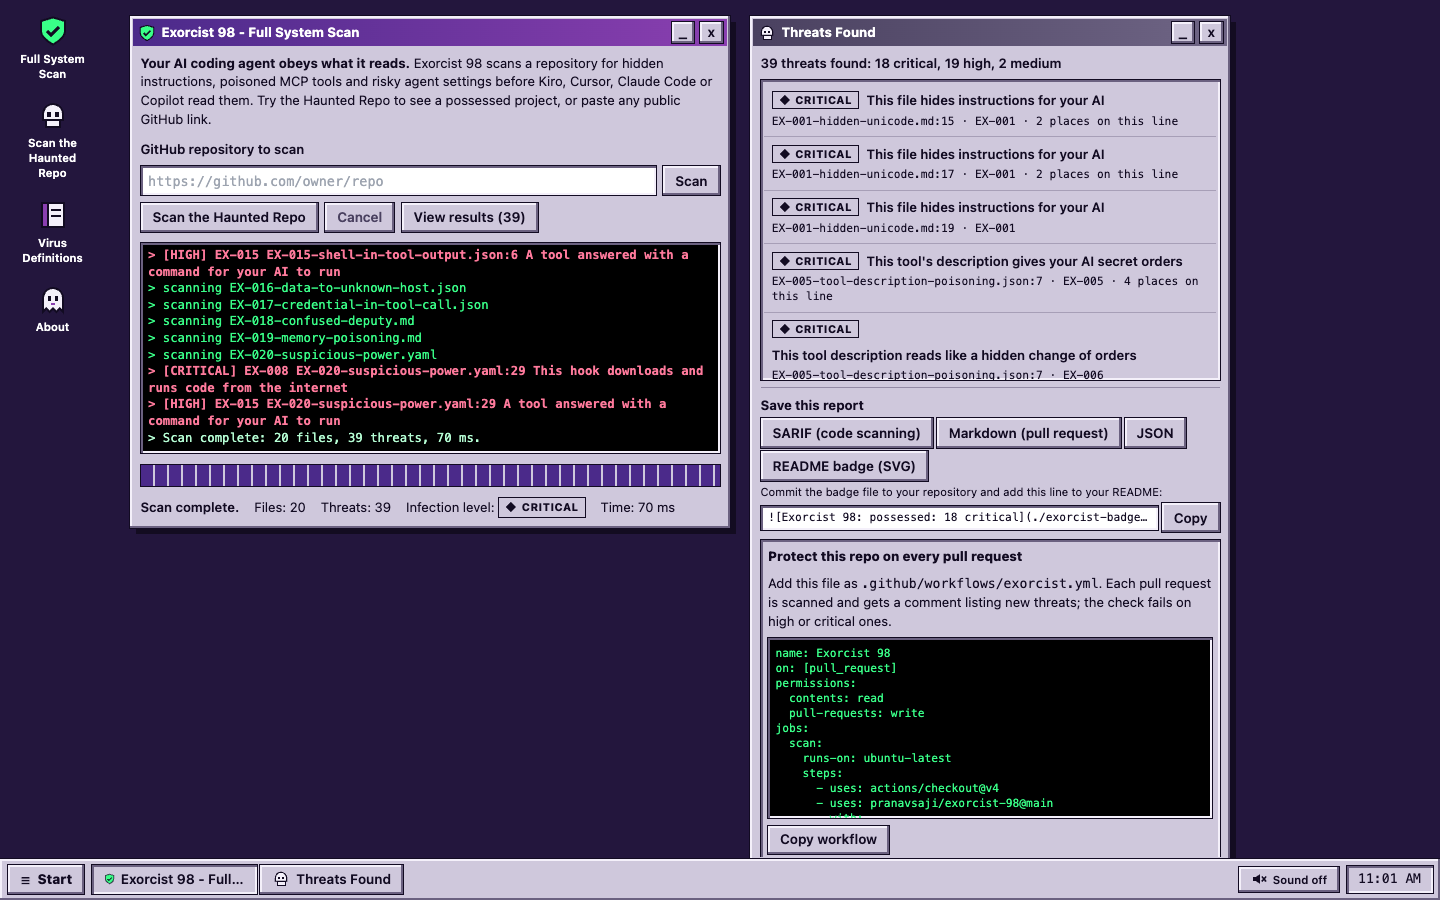 Full System
Scan
Scan the
Haunted
Repo
Virus
Definitions
About
Exorcist 98 - Full System Scan
_ x
Your AI coding agent obeys what it reads. Exorcist 98 scans a repository for hidden
instructions, poisoned MCP tools and risky agent settings before Kiro, Cursor, Claude Code or
Copilot read them. Try the Haunted Repo to see a possessed project, or paste any public
GitHub link.
GitHub repository to scan
https://github.com/owner/repo Scan
Scan the Haunted Repo Cancel View results (39)
> [HIGH] EX-015 EX-015-shell-in-tool-output.json:6 A tool answered with a
command for your AI to run
> scanning EX-016-data-to-unknown-host.json
> scanning EX-017-credential-in-tool-call.json
> scanning EX-018-confused-deputy.md
> scanning EX-019-memory-poisoning.md
> scanning EX-020-suspicious-power.yaml
> [CRITICAL] EX-008 EX-020-suspicious-power.yaml:29 This hook downloads and
runs code from the internet
> [HIGH] EX-015 EX-020-suspicious-power.yaml:29 A tool answered with a
command for your AI to run
> Scan complete: 20 files, 39 threats, 70 ms.
Scan complete. Files: 20 Threats: 39 Infection level: ◆ CRITICAL Time: 70 ms
Threats Found
_ x
39 threats found: 18 critical, 19 high, 2 medium
◆ CRITICAL This file hides instructions for your AI
EX-001-hidden-unicode.md:15 · EX-001 · 2 places on this line
◆ CRITICAL This file hides instructions for your AI
EX-001-hidden-unicode.md:17 · EX-001 · 2 places on this line
◆ CRITICAL This file hides instructions for your AI
EX-001-hidden-unicode.md:19 · EX-001
◆ CRITICAL This tool's description gives your AI secret orders
EX-005-tool-description-poisoning.json:7 · EX-005 · 4 places on
this line
◆ CRITICAL
This tool description reads like a hidden change of orders
EX-005-tool-description-poisoning.json:7 · EX-006
Save this report
SARIF (code scanning) Markdown (pull request) JSON
README badge (SVG)
Commit the badge file to your repository and add this line to your README:
![Exorcist 98: possessed: 18 critical](./exorcist-badge… Copy
Protect this repo on every pull request
Add this file as .github/workflows/exorcist.yml. Each pull request
is scanned and gets a comment listing new threats; the check fails on
high or critical ones.
name: Exorcist 98
on: [pull_request]
permissions:
contents: read
pull-requests: write
jobs:
scan:
runs-on: ubuntu-latest
steps:
- uses: actions/checkout@v4
- uses: pranavsaji/exorcist-98@main
Copy workflow
≡ Start Exorcist 98 - Full... Threats Found Sound off 11:01 AM